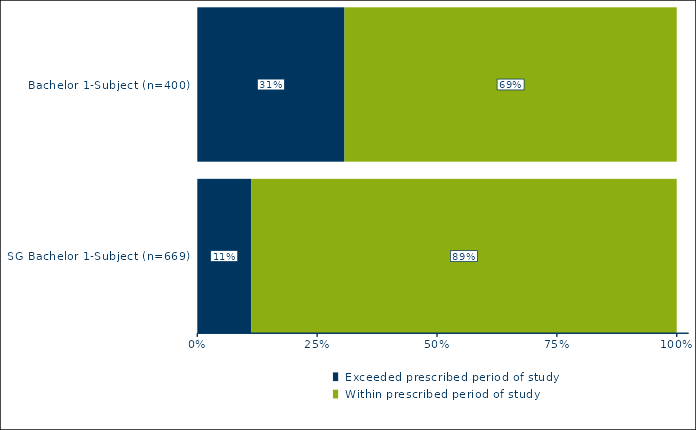 Bachelor 1-Subject (n=400)
31%
69%
SG Bachelor 1-Subject (n=669)
11%
89%
0%
25%
50%
75%
100%
Exceeded prescribed period of study
Within prescribed period of study